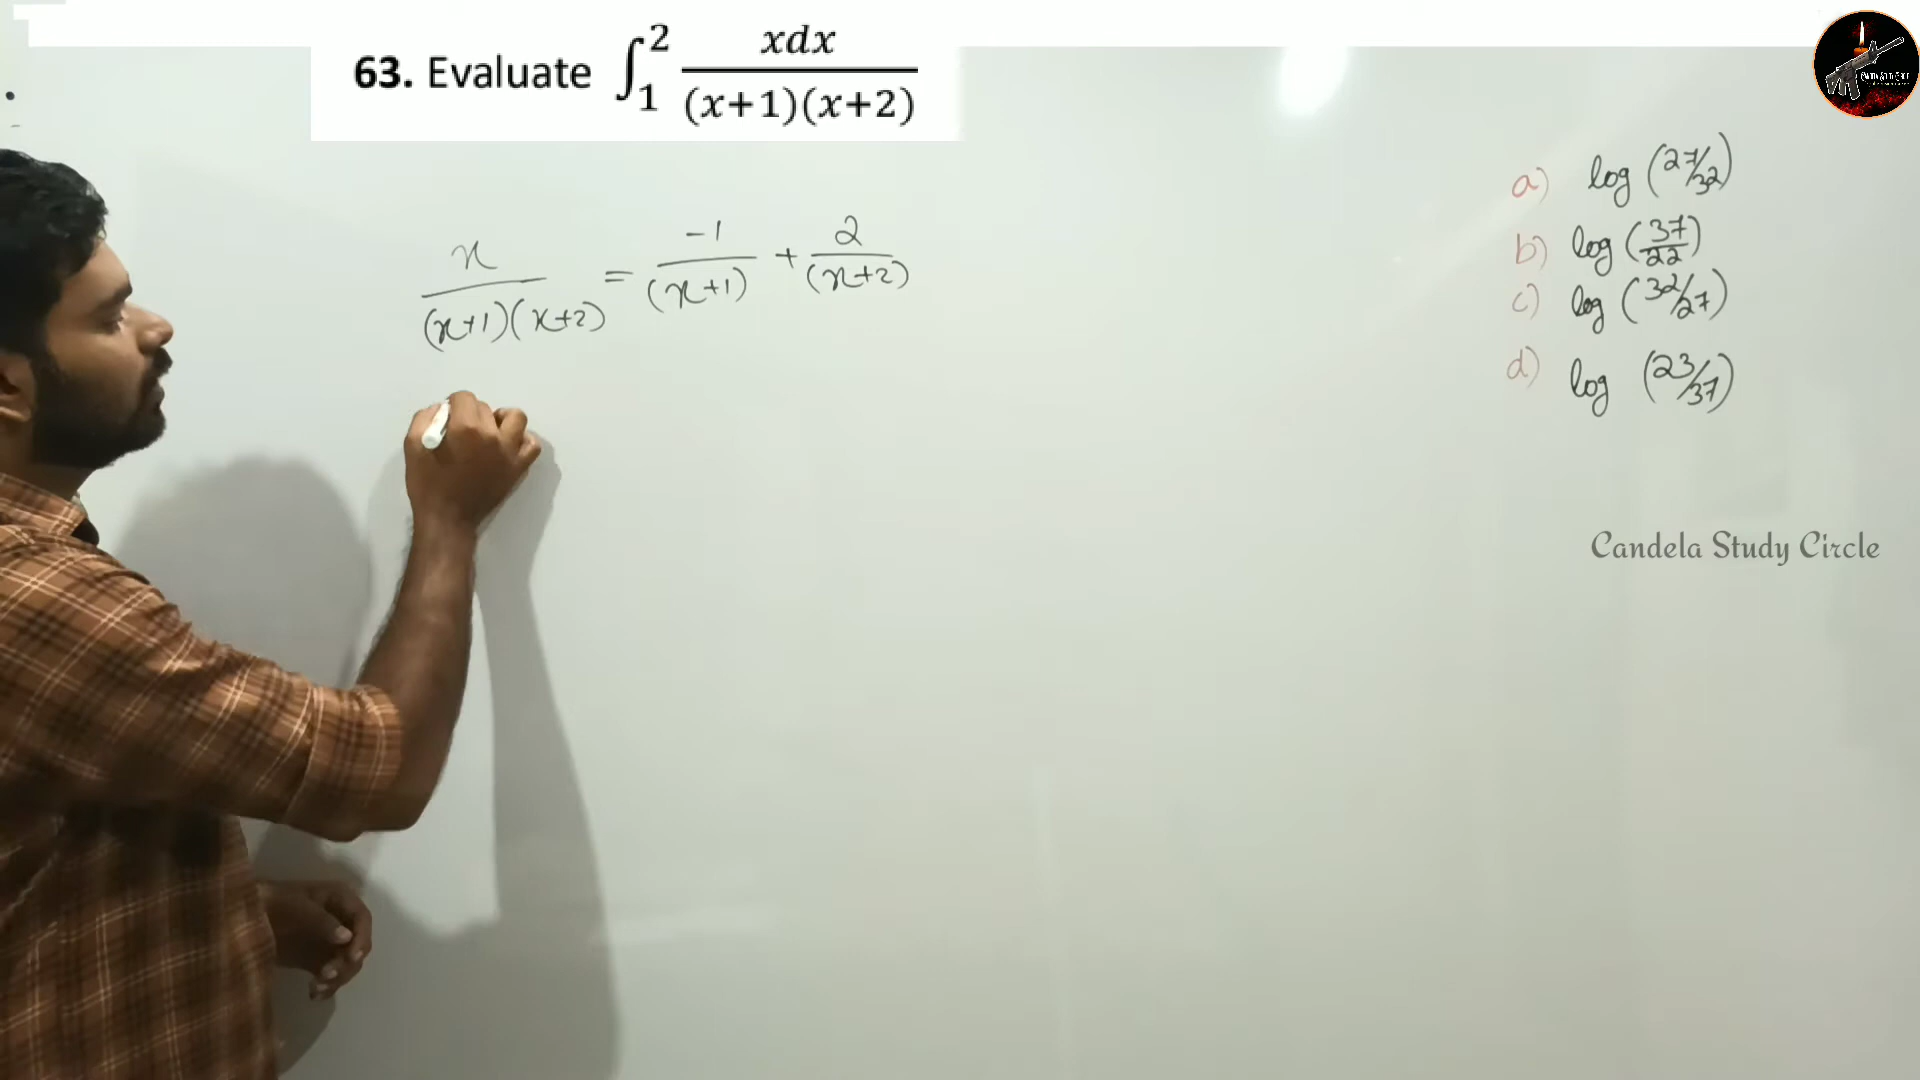 63. Evaluate ∫₁² xdx/((x+1)(x+2))
x/((x+1)(x+2)) = -1/(x+1) + 2/(x+2)
a) log (27/32)
b) log (37/22)
c) log (32/27)
d) log (23/37)
Candela Study Circle